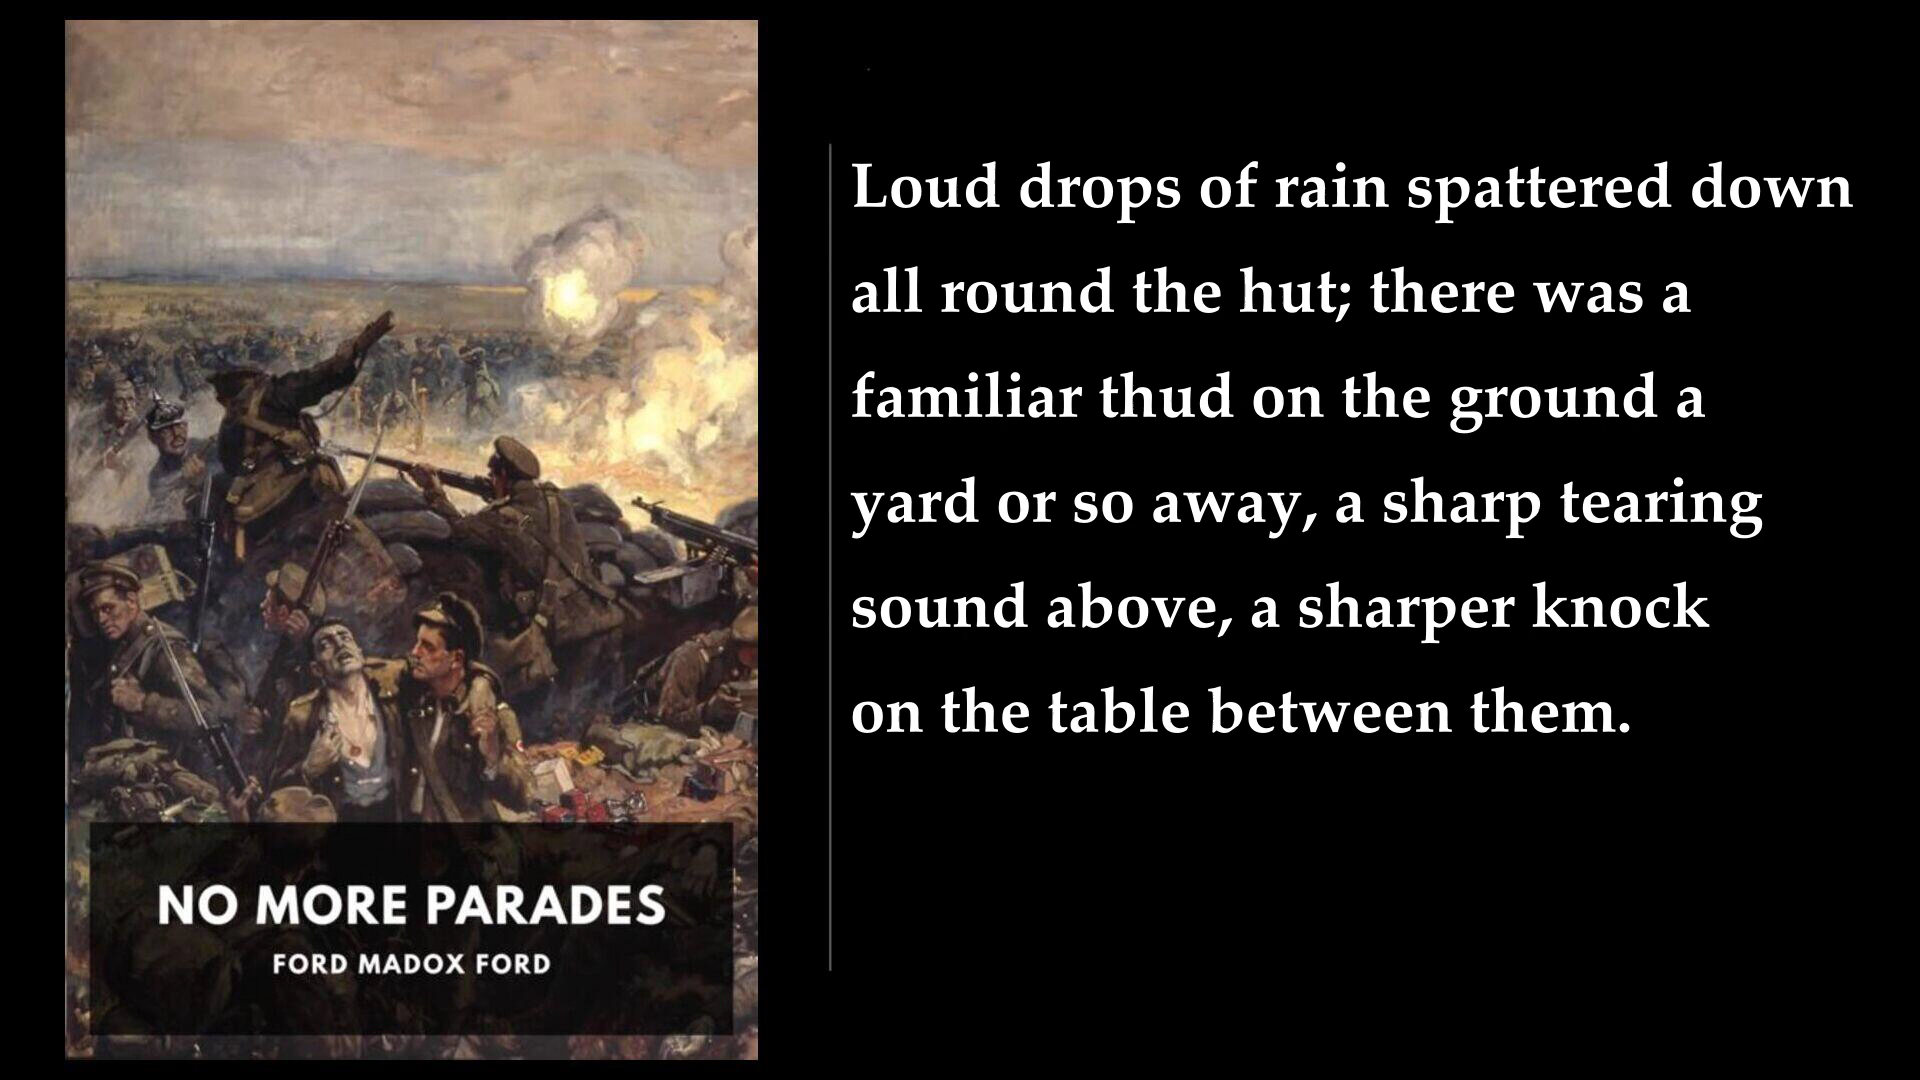 NO MORE PARADES
FORD MADOX FORD
Loud drops of rain spattered down
all round the hut; there was a
familiar thud on the ground a
yard or so away, a sharp tearing
sound above, a sharper knock
on the table between them.